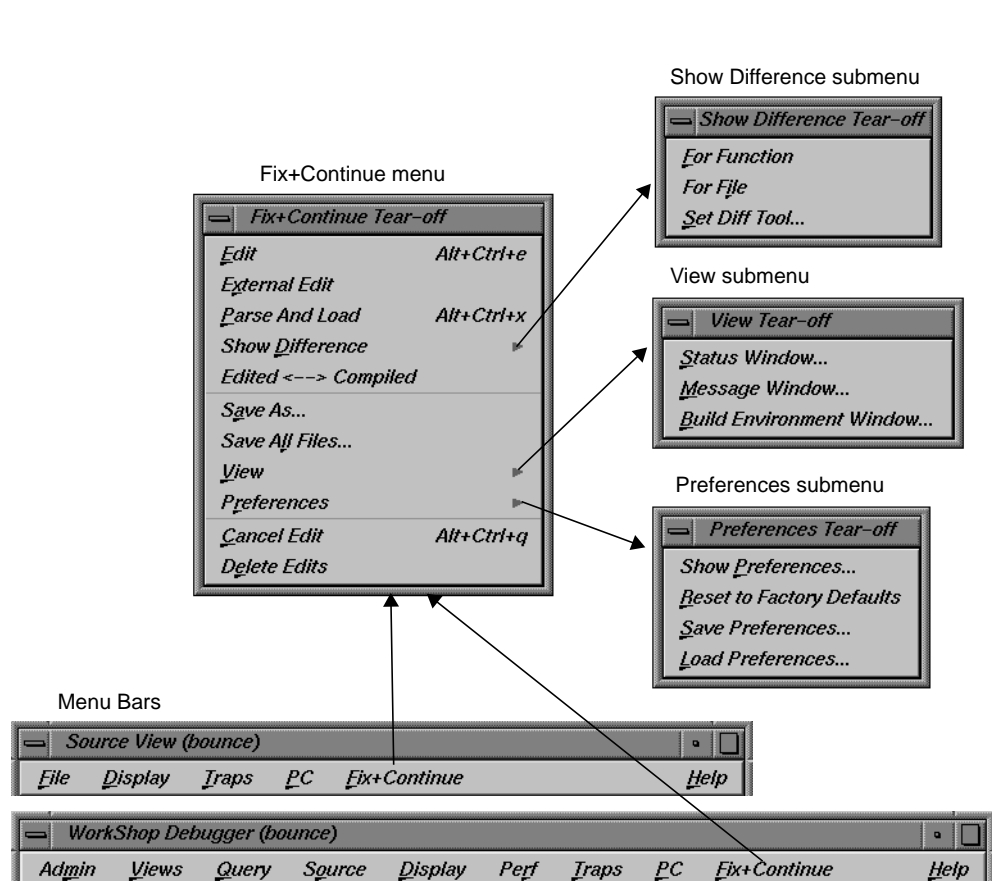 Show Difference submenu
Show Difference Tear-off
For Function
For File
Set Diff Tool...
Fix+Continue menu
Fix+Continue Tear-off
Edit Alt+Ctrl+e
External Edit
Parse And Load Alt+Ctrl+x
Show Difference
Edited <--> Compiled
Save As...
Save All Files...
View
Preferences
Cancel Edit Alt+Ctrl+q
Delete Edits
View submenu
View Tear-off
Status Window...
Message Window...
Build Environment Window...
Preferences submenu
Preferences Tear-off
Show Preferences...
Reset to Factory Defaults
Save Preferences...
Load Preferences...
Menu Bars
Source View (bounce)
File Display Traps PC Fix+Continue Help
WorkShop Debugger (bounce)
Admin Views Query Source Display Perf Traps PC Fix+Continue Help